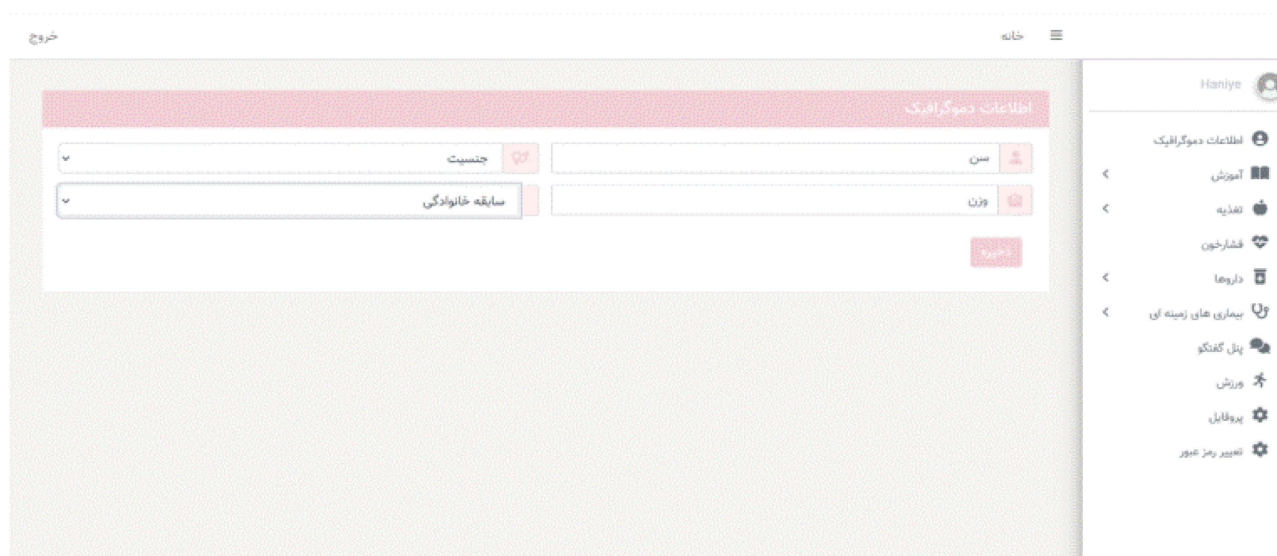 خانه
خروج
Haniye
اطلاعات دموگرافیک
آموزش
تغذیه
فشارخون
داروها
بیماری های زمینه ای
پنل گفتگو
ورزش
پروفایل
تغییر رمز عبور
اطلاعات دموگرافیک
سن
جنسیت
وزن
سابقه خانوادگی
ذخیره